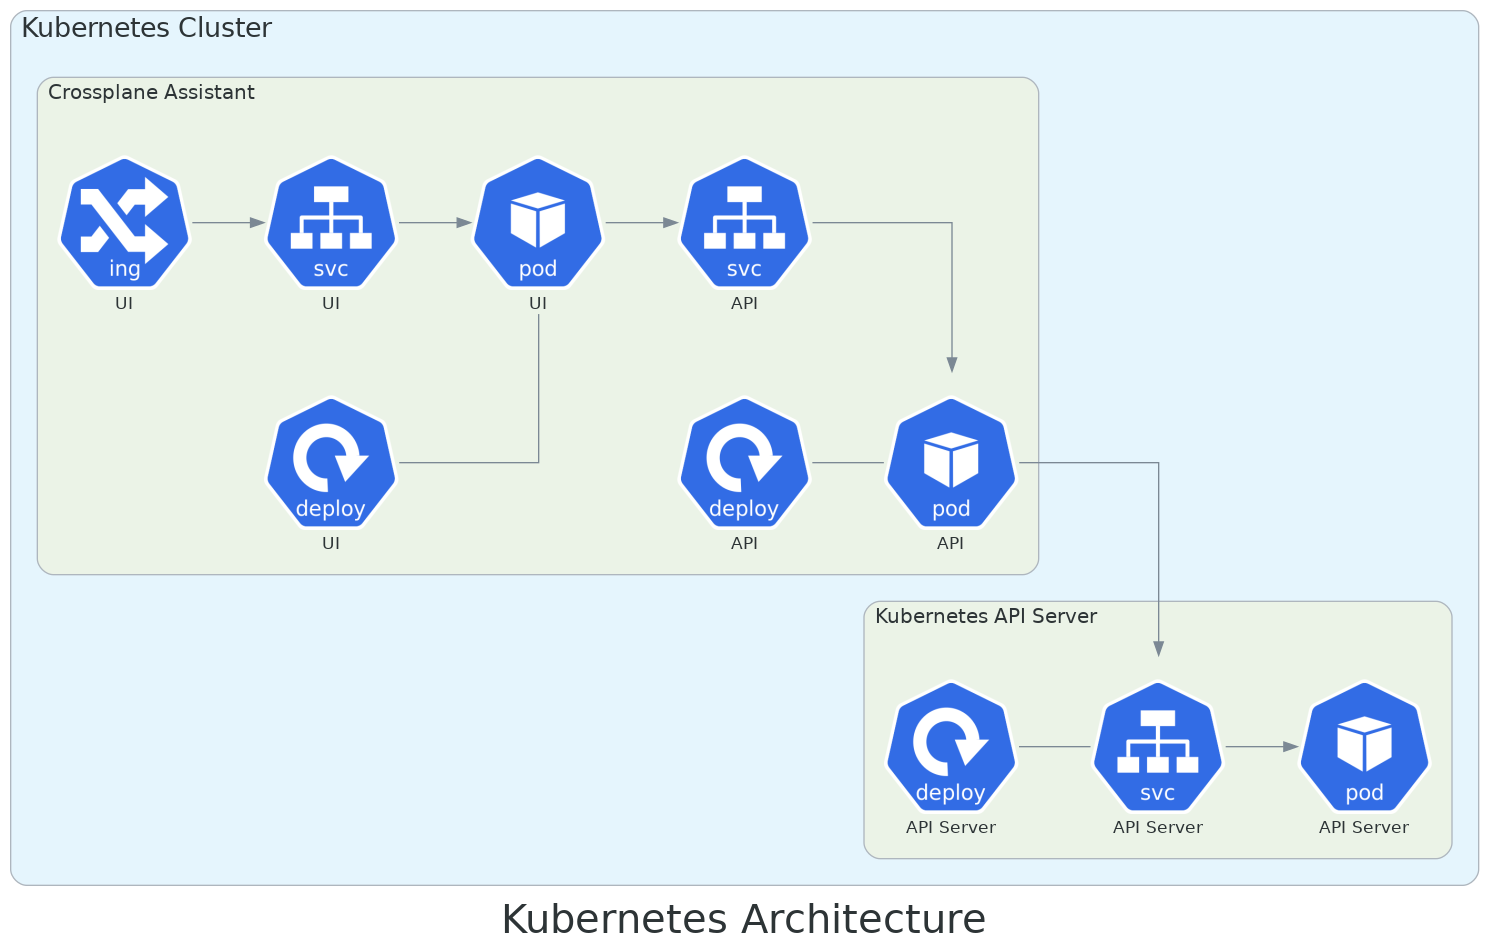 Kubernetes Cluster
Crossplane Assistant
ing
svc
pod
svc
UI
UI
UI
API
deploy
deploy
pod
UI
API
API
Kubernetes API Server
deploy
svc
pod
API Server
API Server
API Server
Kubernetes Architecture